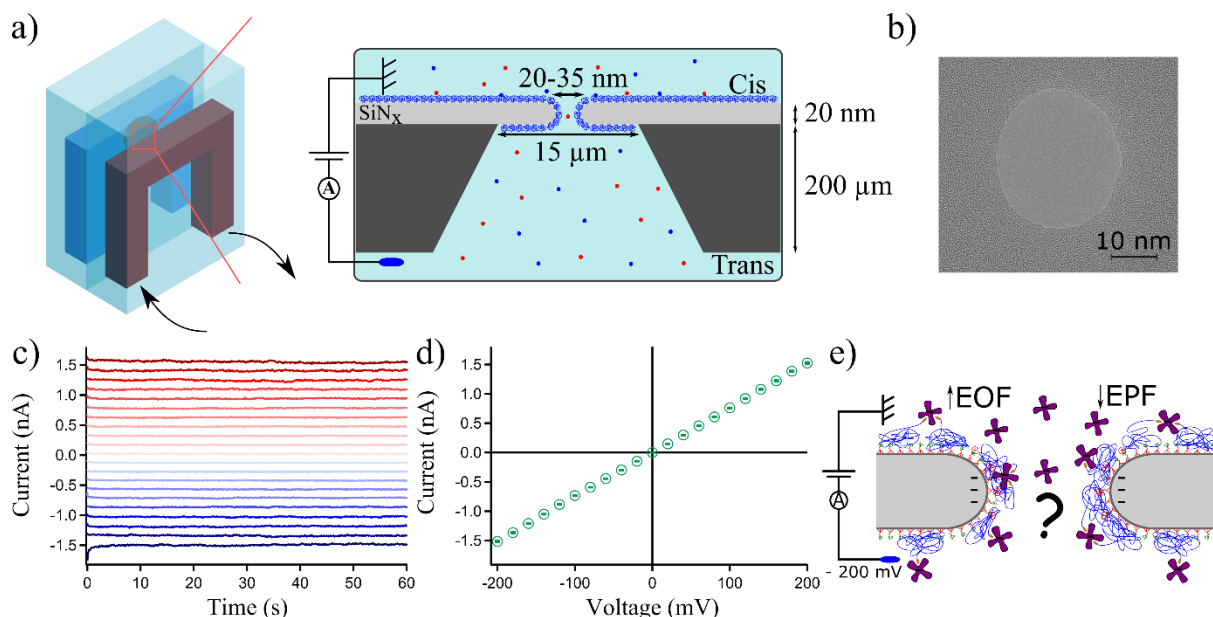 a)
20-35 nm
Cis
SiNx
20 nm
15 µm
200 µm
A
Trans
b)
10 nm
c)
Current (nA)
1.5
1.0
0.5
0.0
-0.5
-1.0
-1.5
0 10 20 30 40 50 60
Time (s)
d)
Current (nA)
1.5
1.0
0.5
0.0
-0.5
-1.0
-1.5
-200 -100 0 100 200
Voltage (mV)
e)
↑EOF ↓EPF
A
?
- 200 mV